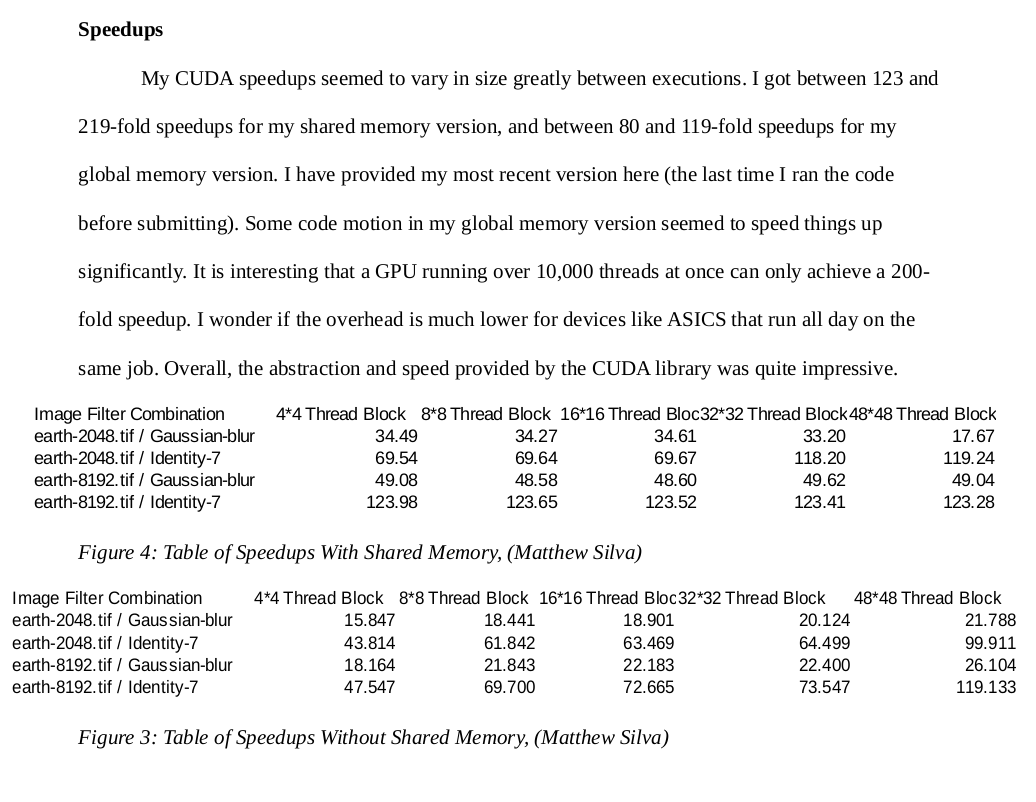 Speedups
My CUDA speedups seemed to vary in size greatly between executions. I got between 123 and
219-fold speedups for my shared memory version, and between 80 and 119-fold speedups for my
global memory version. I have provided my most recent version here (the last time I ran the code
before submitting). Some code motion in my global memory version seemed to speed things up
significantly. It is interesting that a GPU running over 10,000 threads at once can only achieve a 200-
fold speedup. I wonder if the overhead is much lower for devices like ASICS that run all day on the
same job. Overall, the abstraction and speed provided by the CUDA library was quite impressive.
Image Filter Combination 4*4 Thread Block 8*8 Thread Block 16*16 Thread Bloc 32*32 Thread Block 48*48 Thread Block
earth-2048.tif / Gaussian-blur 34.49 34.27 34.61 33.20 17.67
earth-2048.tif / Identity-7 69.54 69.64 69.67 118.20 119.24
earth-8192.tif / Gaussian-blur 49.08 48.58 48.60 49.62 49.04
earth-8192.tif / Identity-7 123.98 123.65 123.52 123.41 123.28
Figure 4: Table of Speedups With Shared Memory, (Matthew Silva)
Image Filter Combination 4*4 Thread Block 8*8 Thread Block 16*16 Thread Bloc 32*32 Thread Block 48*48 Thread Block
earth-2048.tif / Gaussian-blur 15.847 18.441 18.901 20.124 21.788
earth-2048.tif / Identity-7 43.814 61.842 63.469 64.499 99.911
earth-8192.tif / Gaussian-blur 18.164 21.843 22.183 22.400 26.104
earth-8192.tif / Identity-7 47.547 69.700 72.665 73.547 119.133
Figure 3: Table of Speedups Without Shared Memory, (Matthew Silva)